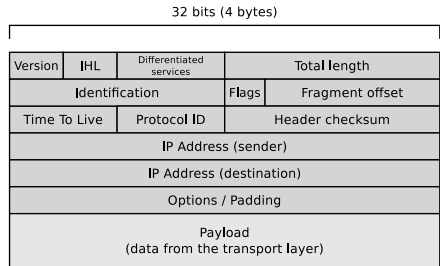 32 bits (4 bytes)
Version IHL Differentiated services Total length
Identification Flags Fragment offset
Time To Live Protocol ID Header checksum
IP Address (sender)
IP Address (destination)
Options / Padding
Payload
(data from the transport layer)